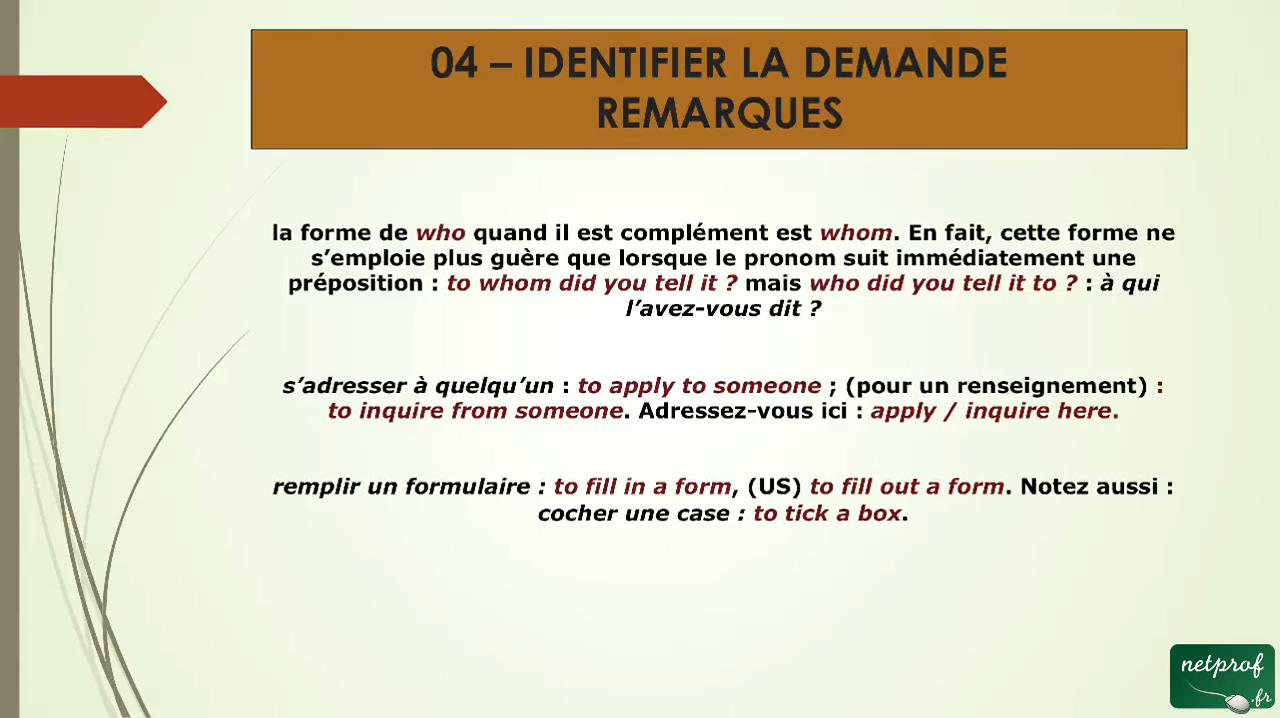 04 – IDENTIFIER LA DEMANDE
REMARQUES
la forme de who quand il est complément est whom. En fait, cette forme ne
s’emploie plus guère que lorsque le pronom suit immédiatement une
préposition : to whom did you tell it ? mais who did you tell it to ? : à qui
l’avez-vous dit ?
s’adresser à quelqu’un : to apply to someone ; (pour un renseignement) :
to inquire from someone. Adressez-vous ici : apply / inquire here.
remplir un formulaire : to fill in a form, (US) to fill out a form. Notez aussi :
cocher une case : to tick a box.
netprof
.fr